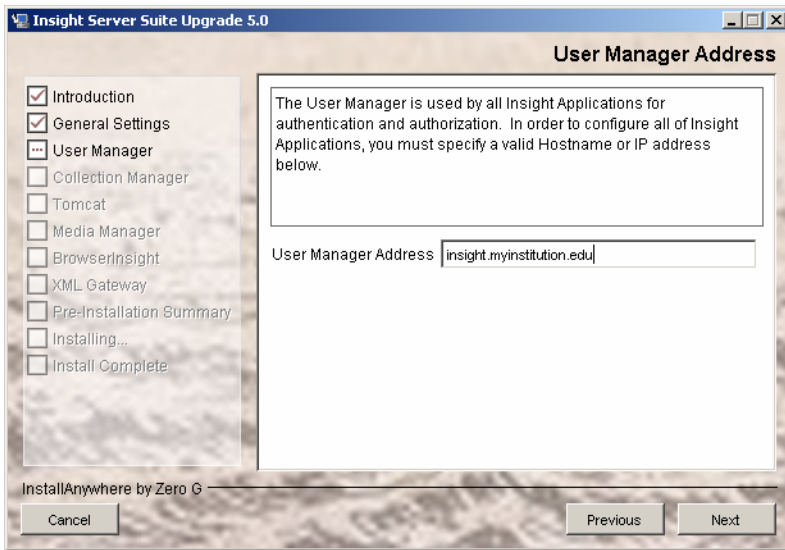 Insight Server Suite Upgrade 5.0
User Manager Address
Introduction
General Settings
User Manager
Collection Manager
Tomcat
Media Manager
BrowserInsight
XML Gateway
Pre-Installation Summary
Installing...
Install Complete
The User Manager is used by all Insight Applications for
authentication and authorization. In order to configure all of Insight
Applications, you must specify a valid Hostname or IP address
below.
User Manager Address insight.myinstitution.edu
InstallAnywhere by Zero G
Cancel Previous Next